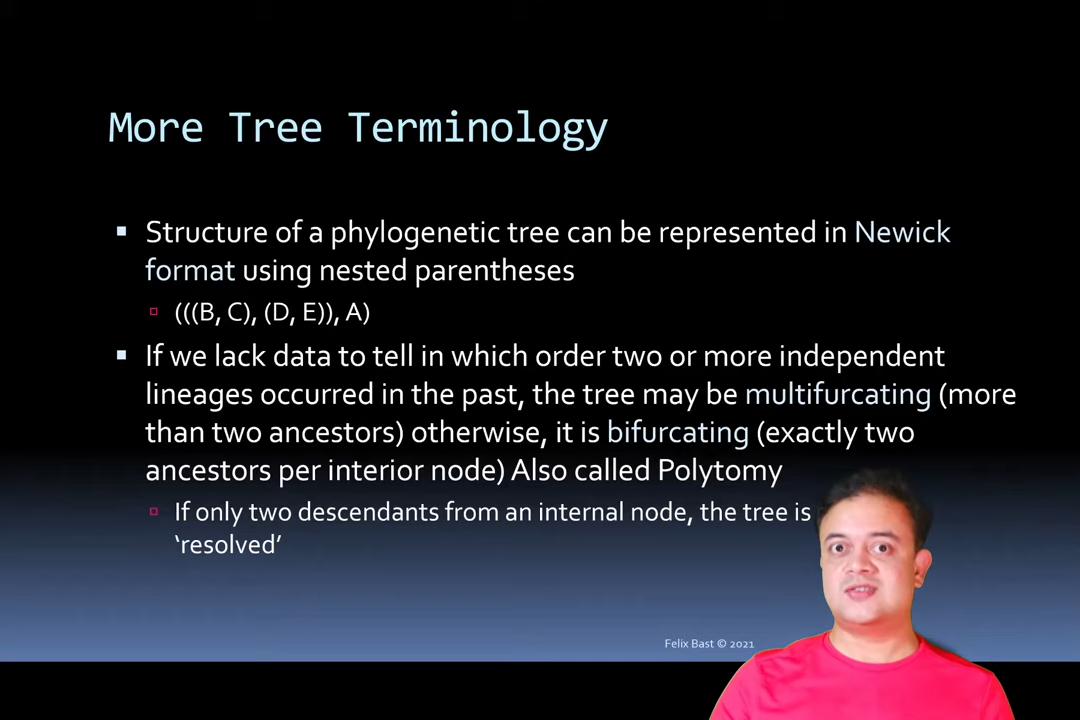 More Tree Terminology
Structure of a phylogenetic tree can be represented in Newick
format using nested parentheses
(((B, C), (D, E)), A)
If we lack data to tell in which order two or more independent
lineages occurred in the past, the tree may be multifurcating (more
than two ancestors) otherwise, it is bifurcating (exactly two
ancestors per interior node) Also called Polytomy
If only two descendants from an internal node, the tree is
‘resolved’
Felix Bast © 2021